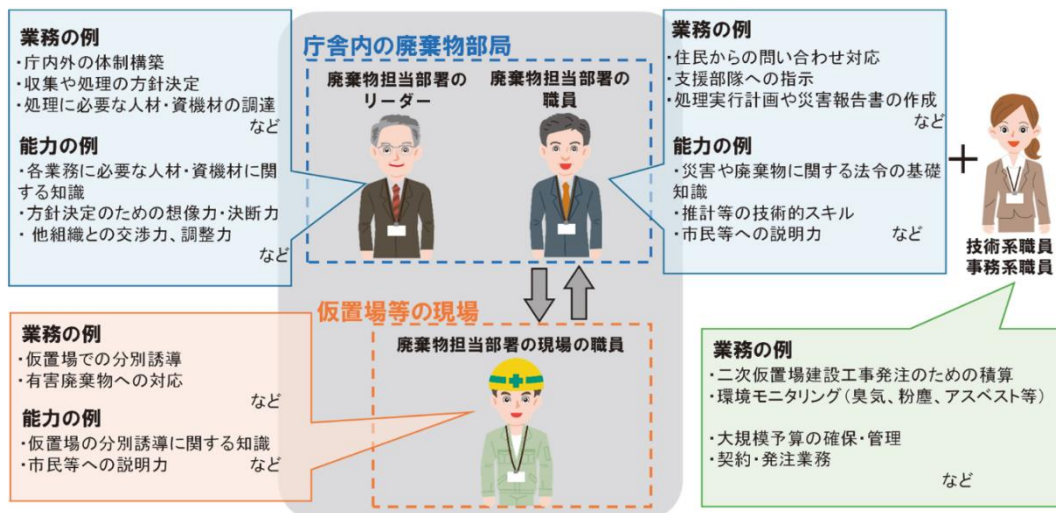 業務の例
・庁内外の体制構築
・収集や処理の方針決定
・処理に必要な人材・資機材の調達
など
能力の例
・各業務に必要な人材・資機材に関
する知識
・方針決定のための想像力・決断力
・他組織との交渉力、調整力
など
庁舎内の廃棄物部局
廃棄物担当部署の
リーダー
廃棄物担当部署の
職員
業務の例
・住民からの問い合わせ対応
・支援部隊への指示
・処理実行計画や災害報告書の作成
など
能力の例
・災害や廃棄物に関する法令の基礎
知識
・推計等の技術的スキル
・市民等への説明力 など
+
技術系職員
事務系職員
仮置場等の現場
廃棄物担当部署の現場の職員
業務の例
・仮置場での分別誘導
・有害廃棄物への対応
など
能力の例
・仮置場の分別誘導に関する知識
・市民等への説明力 など
業務の例
・二次仮置場建設工事発注のための積算
・環境モニタリング(臭気、粉塵、アスベスト等)
・大規模予算の確保・管理
・契約・発注業務
など